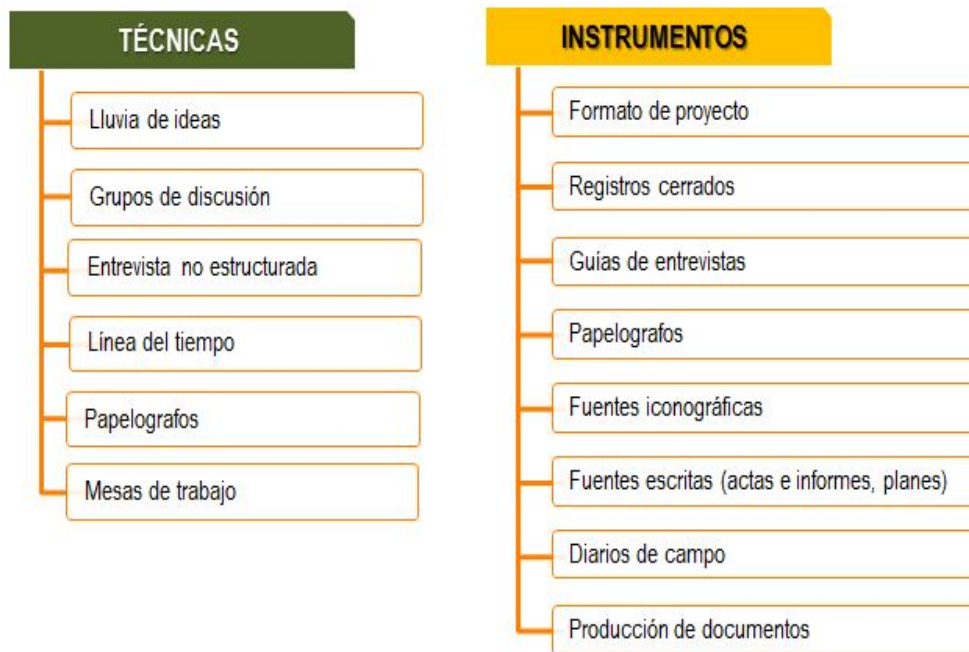 TÉCNICAS
Lluvia de ideas
Grupos de discusión
Entrevista no estructurada
Línea del tiempo
Papelografos
Mesas de trabajo
INSTRUMENTOS
Formato de proyecto
Registros cerrados
Guías de entrevistas
Papelografos
Fuentes iconográficas
Fuentes escritas (actas e informes, planes)
Diarios de campo
Producción de documentos